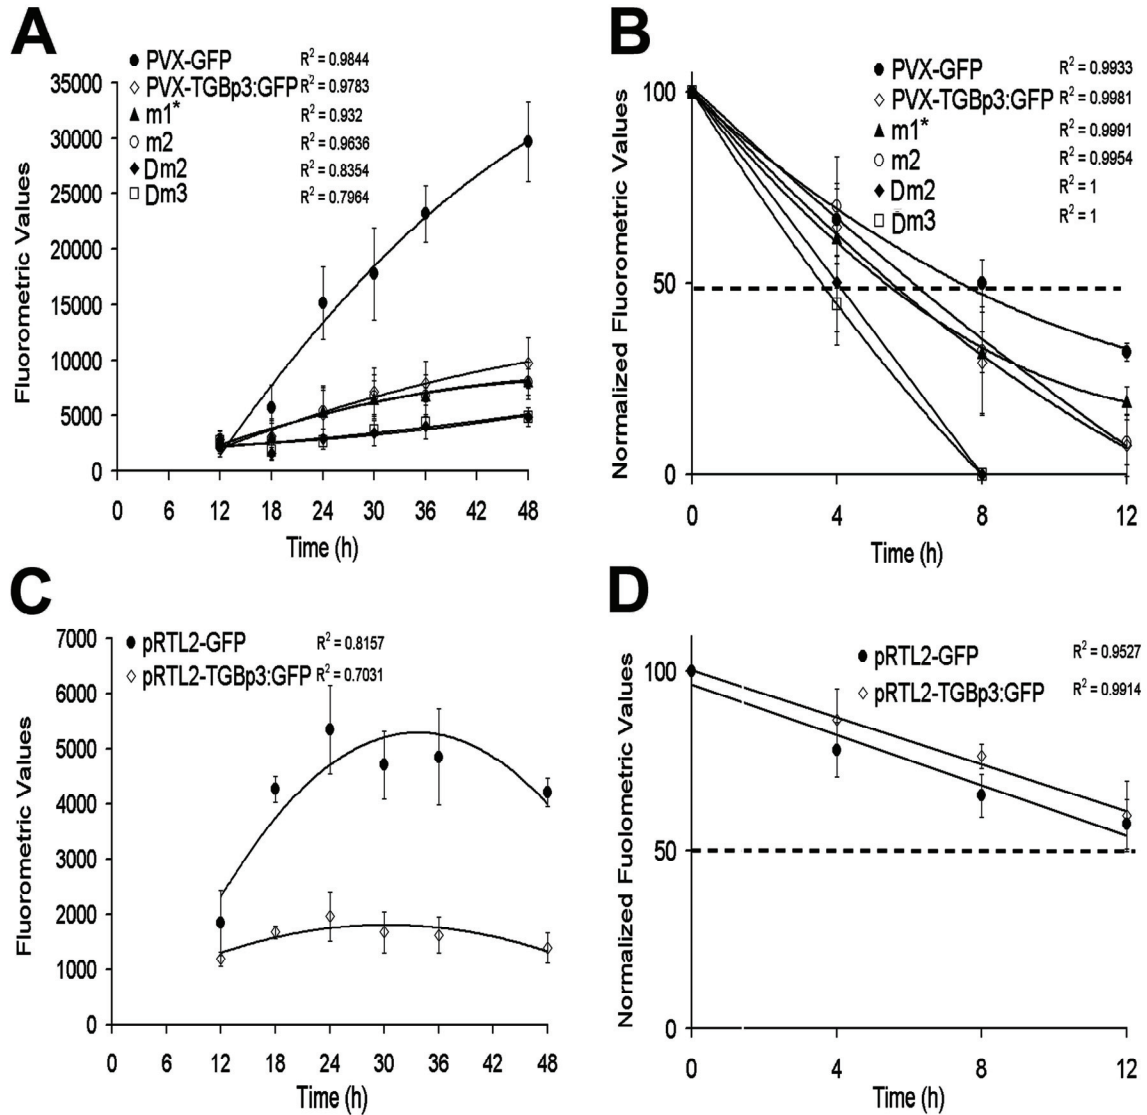 A
PVX-GFP R² = 0.9844
PVX-TGBp3:GFP R² = 0.9783
m1* R² = 0.932
m2 R² = 0.9636
Dm2 R² = 0.8354
Dm3 R² = 0.7964
Fluorometric Values
35000
30000
25000
20000
15000
10000
5000
0
0 6 12 18 24 30 36 42 48
Time (h)
B
PVX-GFP R² = 0.9933
PVX-TGBp3:GFP R² = 0.9981
m1* R² = 0.9991
m2 R² = 0.9954
Dm2 R² = 1
Dm3 R² = 1
Normalized Fluorometric Values
100
50
0
0 4 8 12
Time (h)
C
pRTL2-GFP R² = 0.8157
pRTL2-TGBp3:GFP R² = 0.7031
Fluorometric Values
7000
6000
5000
4000
3000
2000
1000
0
0 6 12 18 24 30 36 42 48
Time (h)
D
pRTL2-GFP R² = 0.9527
pRTL2-TGBp3:GFP R² = 0.9914
Normalized Fuolometric Values
100
50
0
0 4 8 12
Time (h)